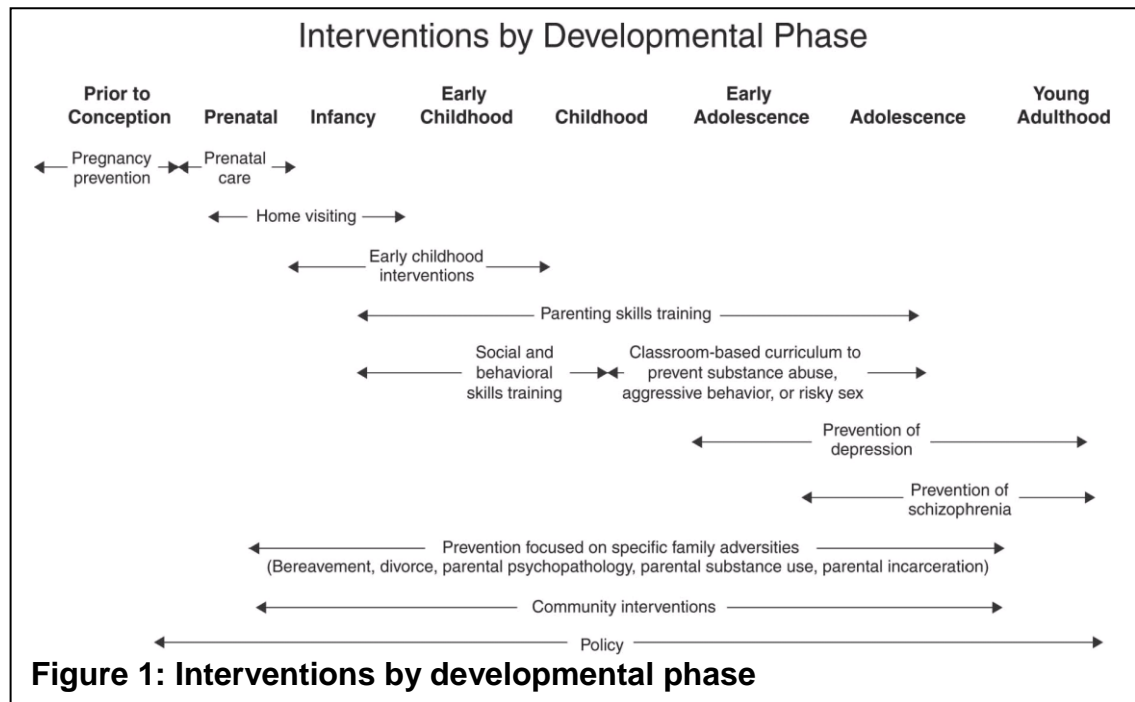 Interventions by Developmental Phase
Prior to Conception Prenatal Infancy Early Childhood Childhood Early Adolescence Adolescence Young Adulthood
Pregnancy prevention
Prenatal care
Home visiting
Early childhood
interventions
Parenting skills training
Social and
behavioral
skills training
Classroom-based curriculum to
prevent substance abuse,
aggressive behavior, or risky sex
Prevention of
depression
Prevention of
schizophrenia
Prevention focused on specific family adversities
(Bereavement, divorce, parental psychopathology, parental substance use, parental incarceration)
Community interventions
Policy
Figure 1: Interventions by developmental phase